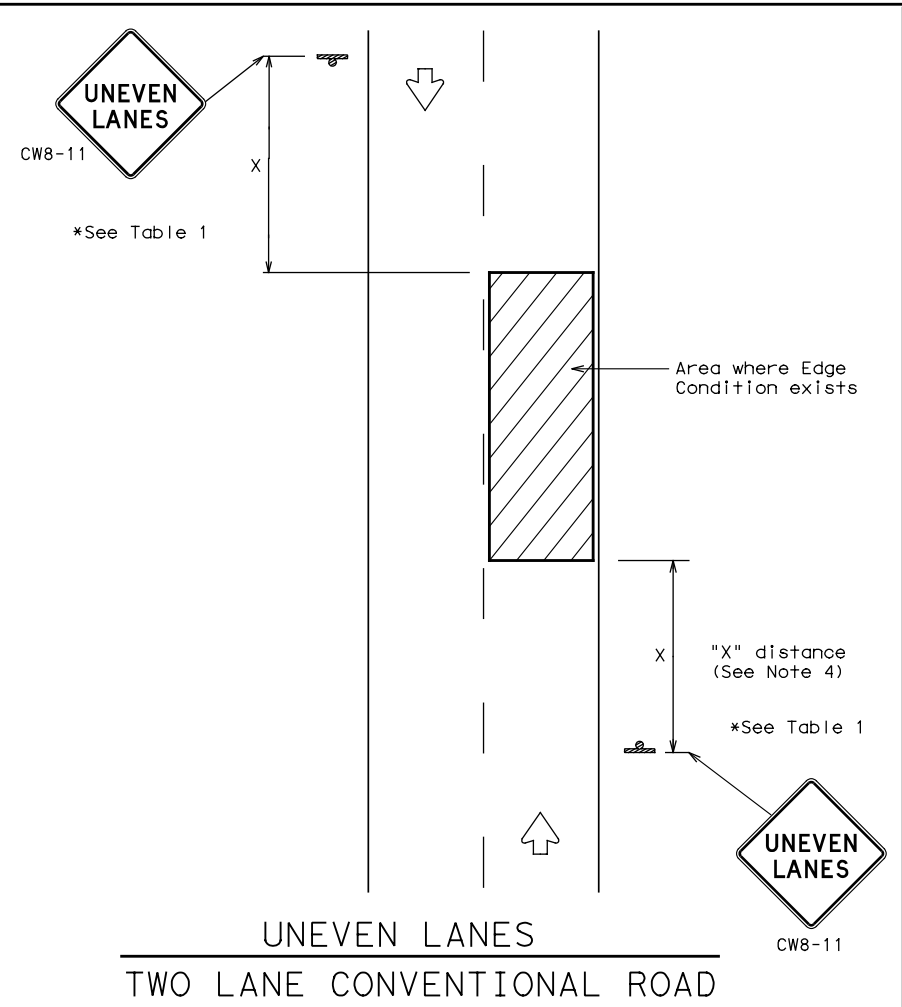 UNEVEN
LANES
CW8-11
X
*See Table 1
Area where Edge
Condition exists
X
"X" distance
(See Note 4)
*See Table 1
UNEVEN
LANES
CW8-11
UNEVEN LANES
TWO LANE CONVENTIONAL ROAD